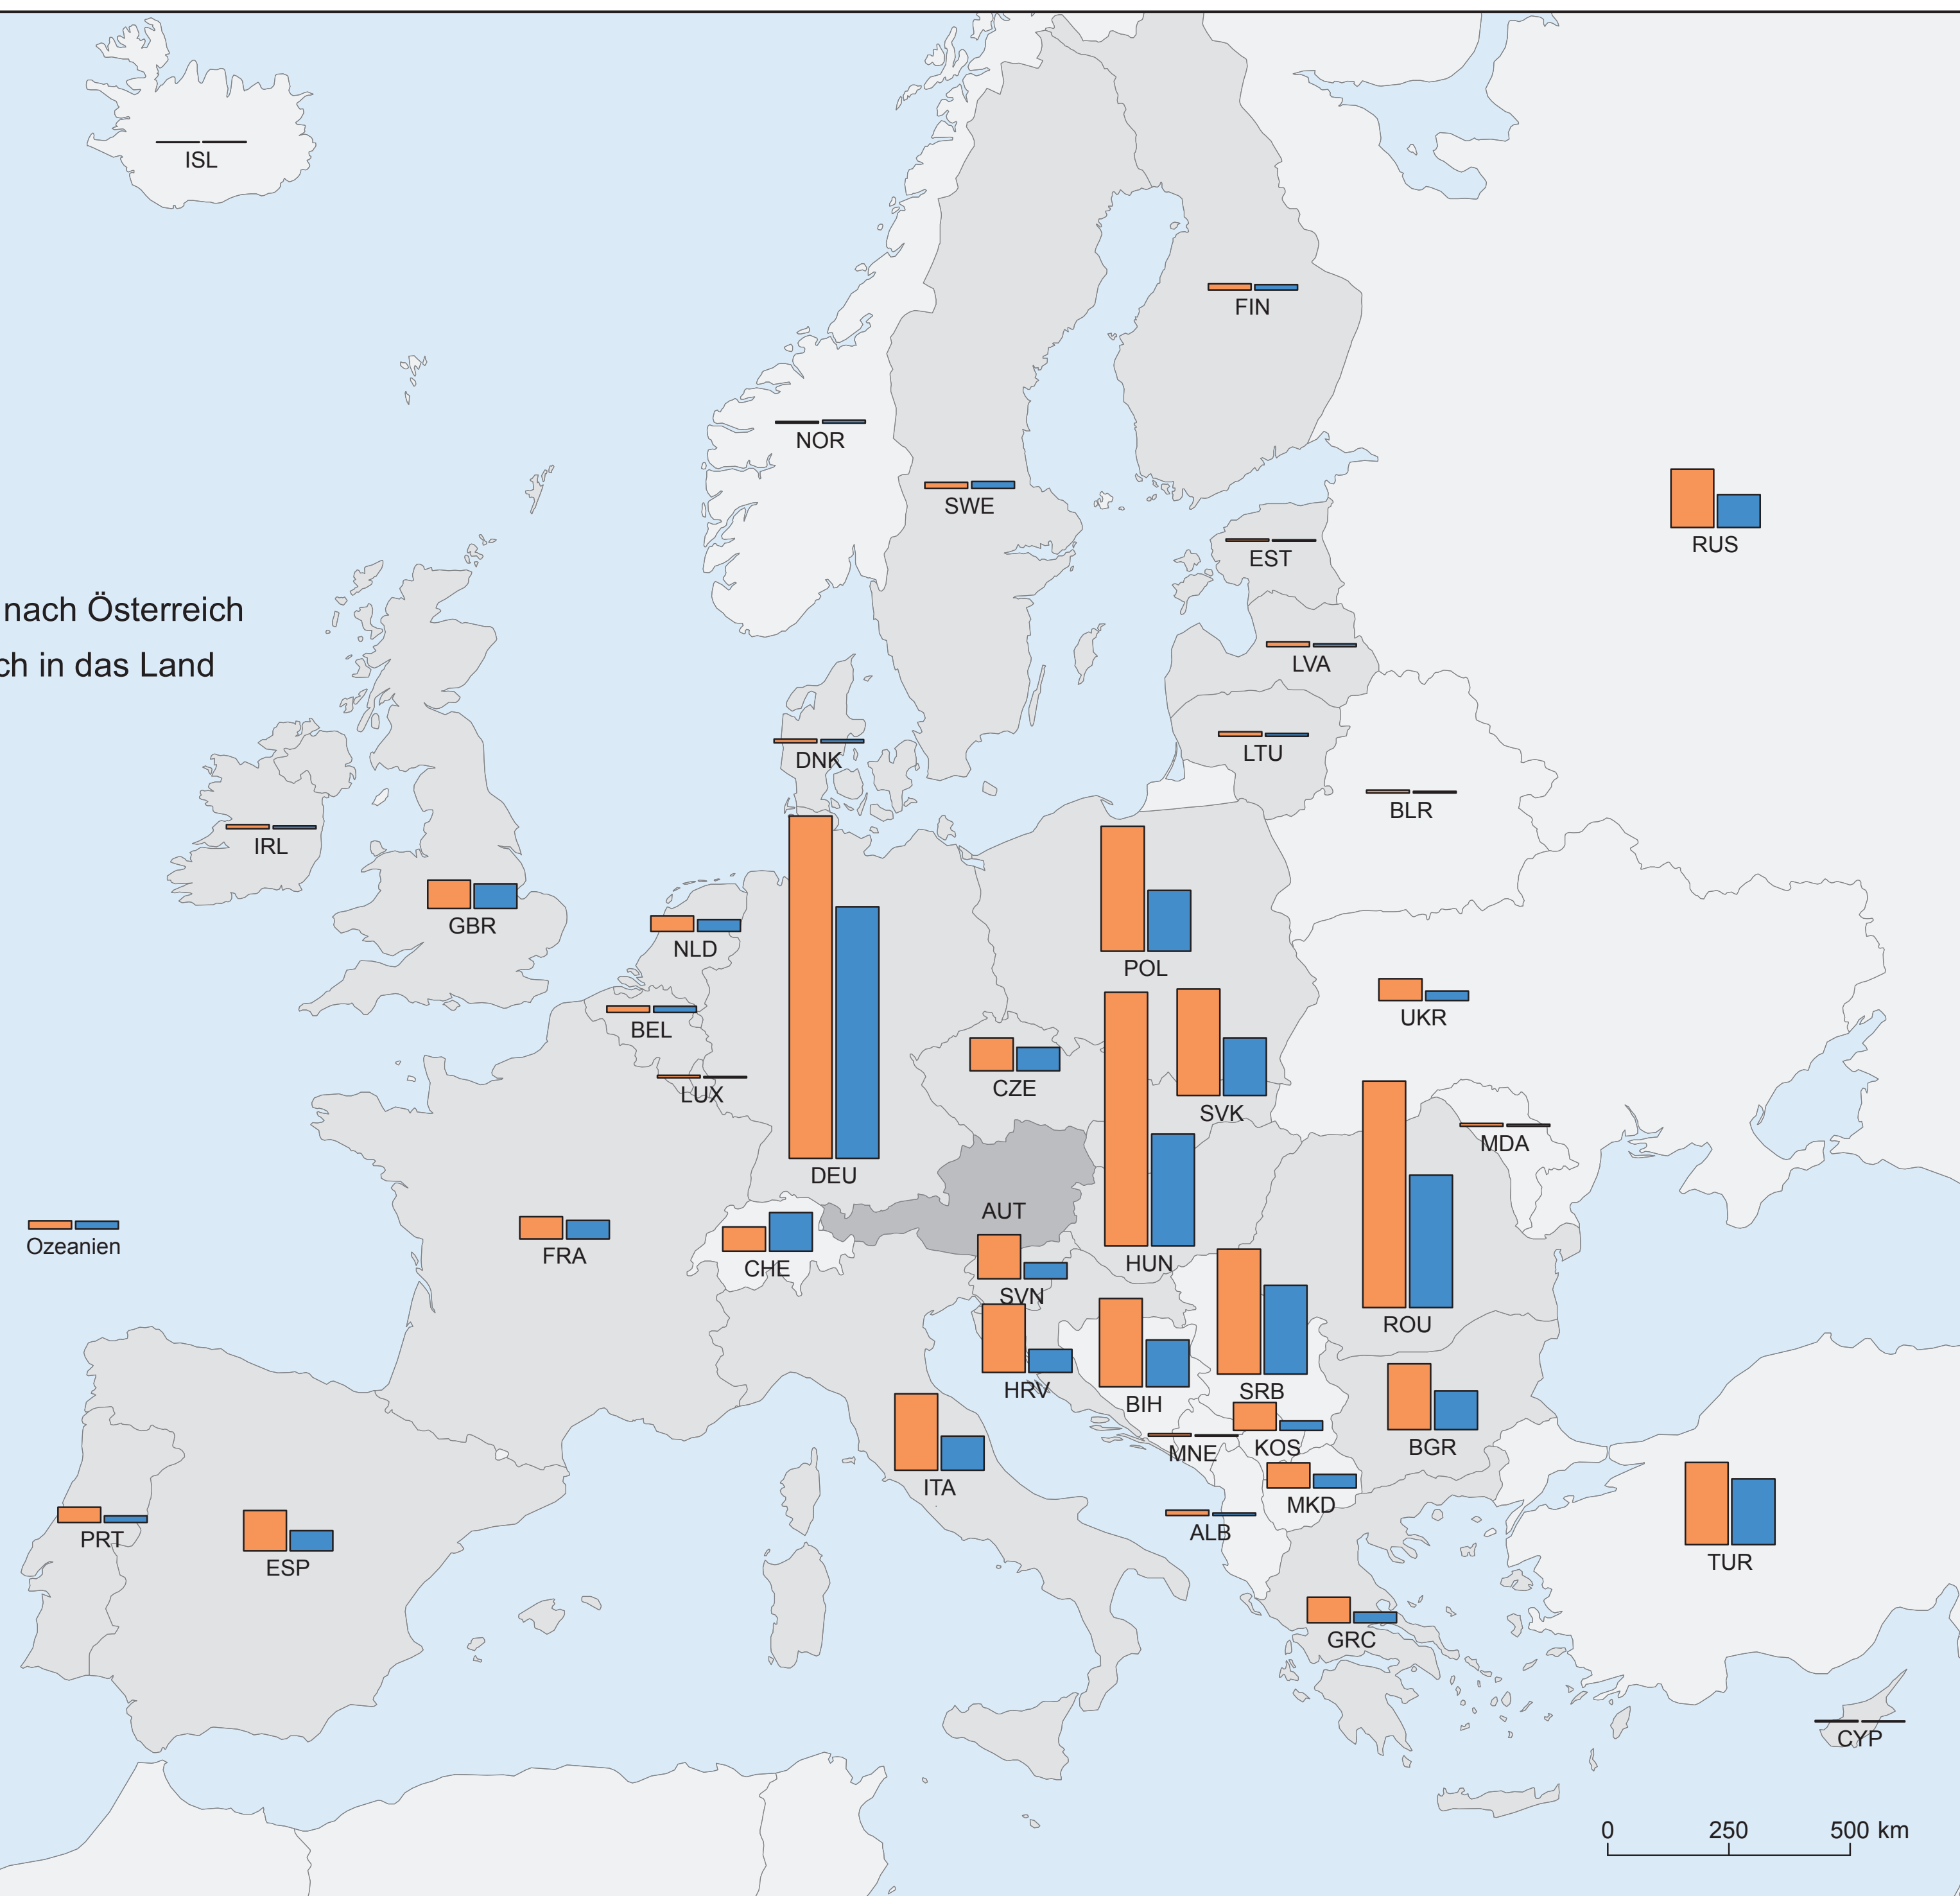 ISL
FIN
NOR
SWE
RUS
EST
nach Österreich
ch in das Land
LVA
LTU
DNK
BLR
IRL
GBR
NLD
POL
UKR
BEL
CZE
LUX
SVK
MDA
DEU
AUT
Ozeanien
FRA
CHE
HUN
SVN
ROU
HRV
SRB
BIH
KOS
BGR
MNE
ITA
MKD
ALB
PRT
ESP
TUR
GRC
CYP
0 250 500 km